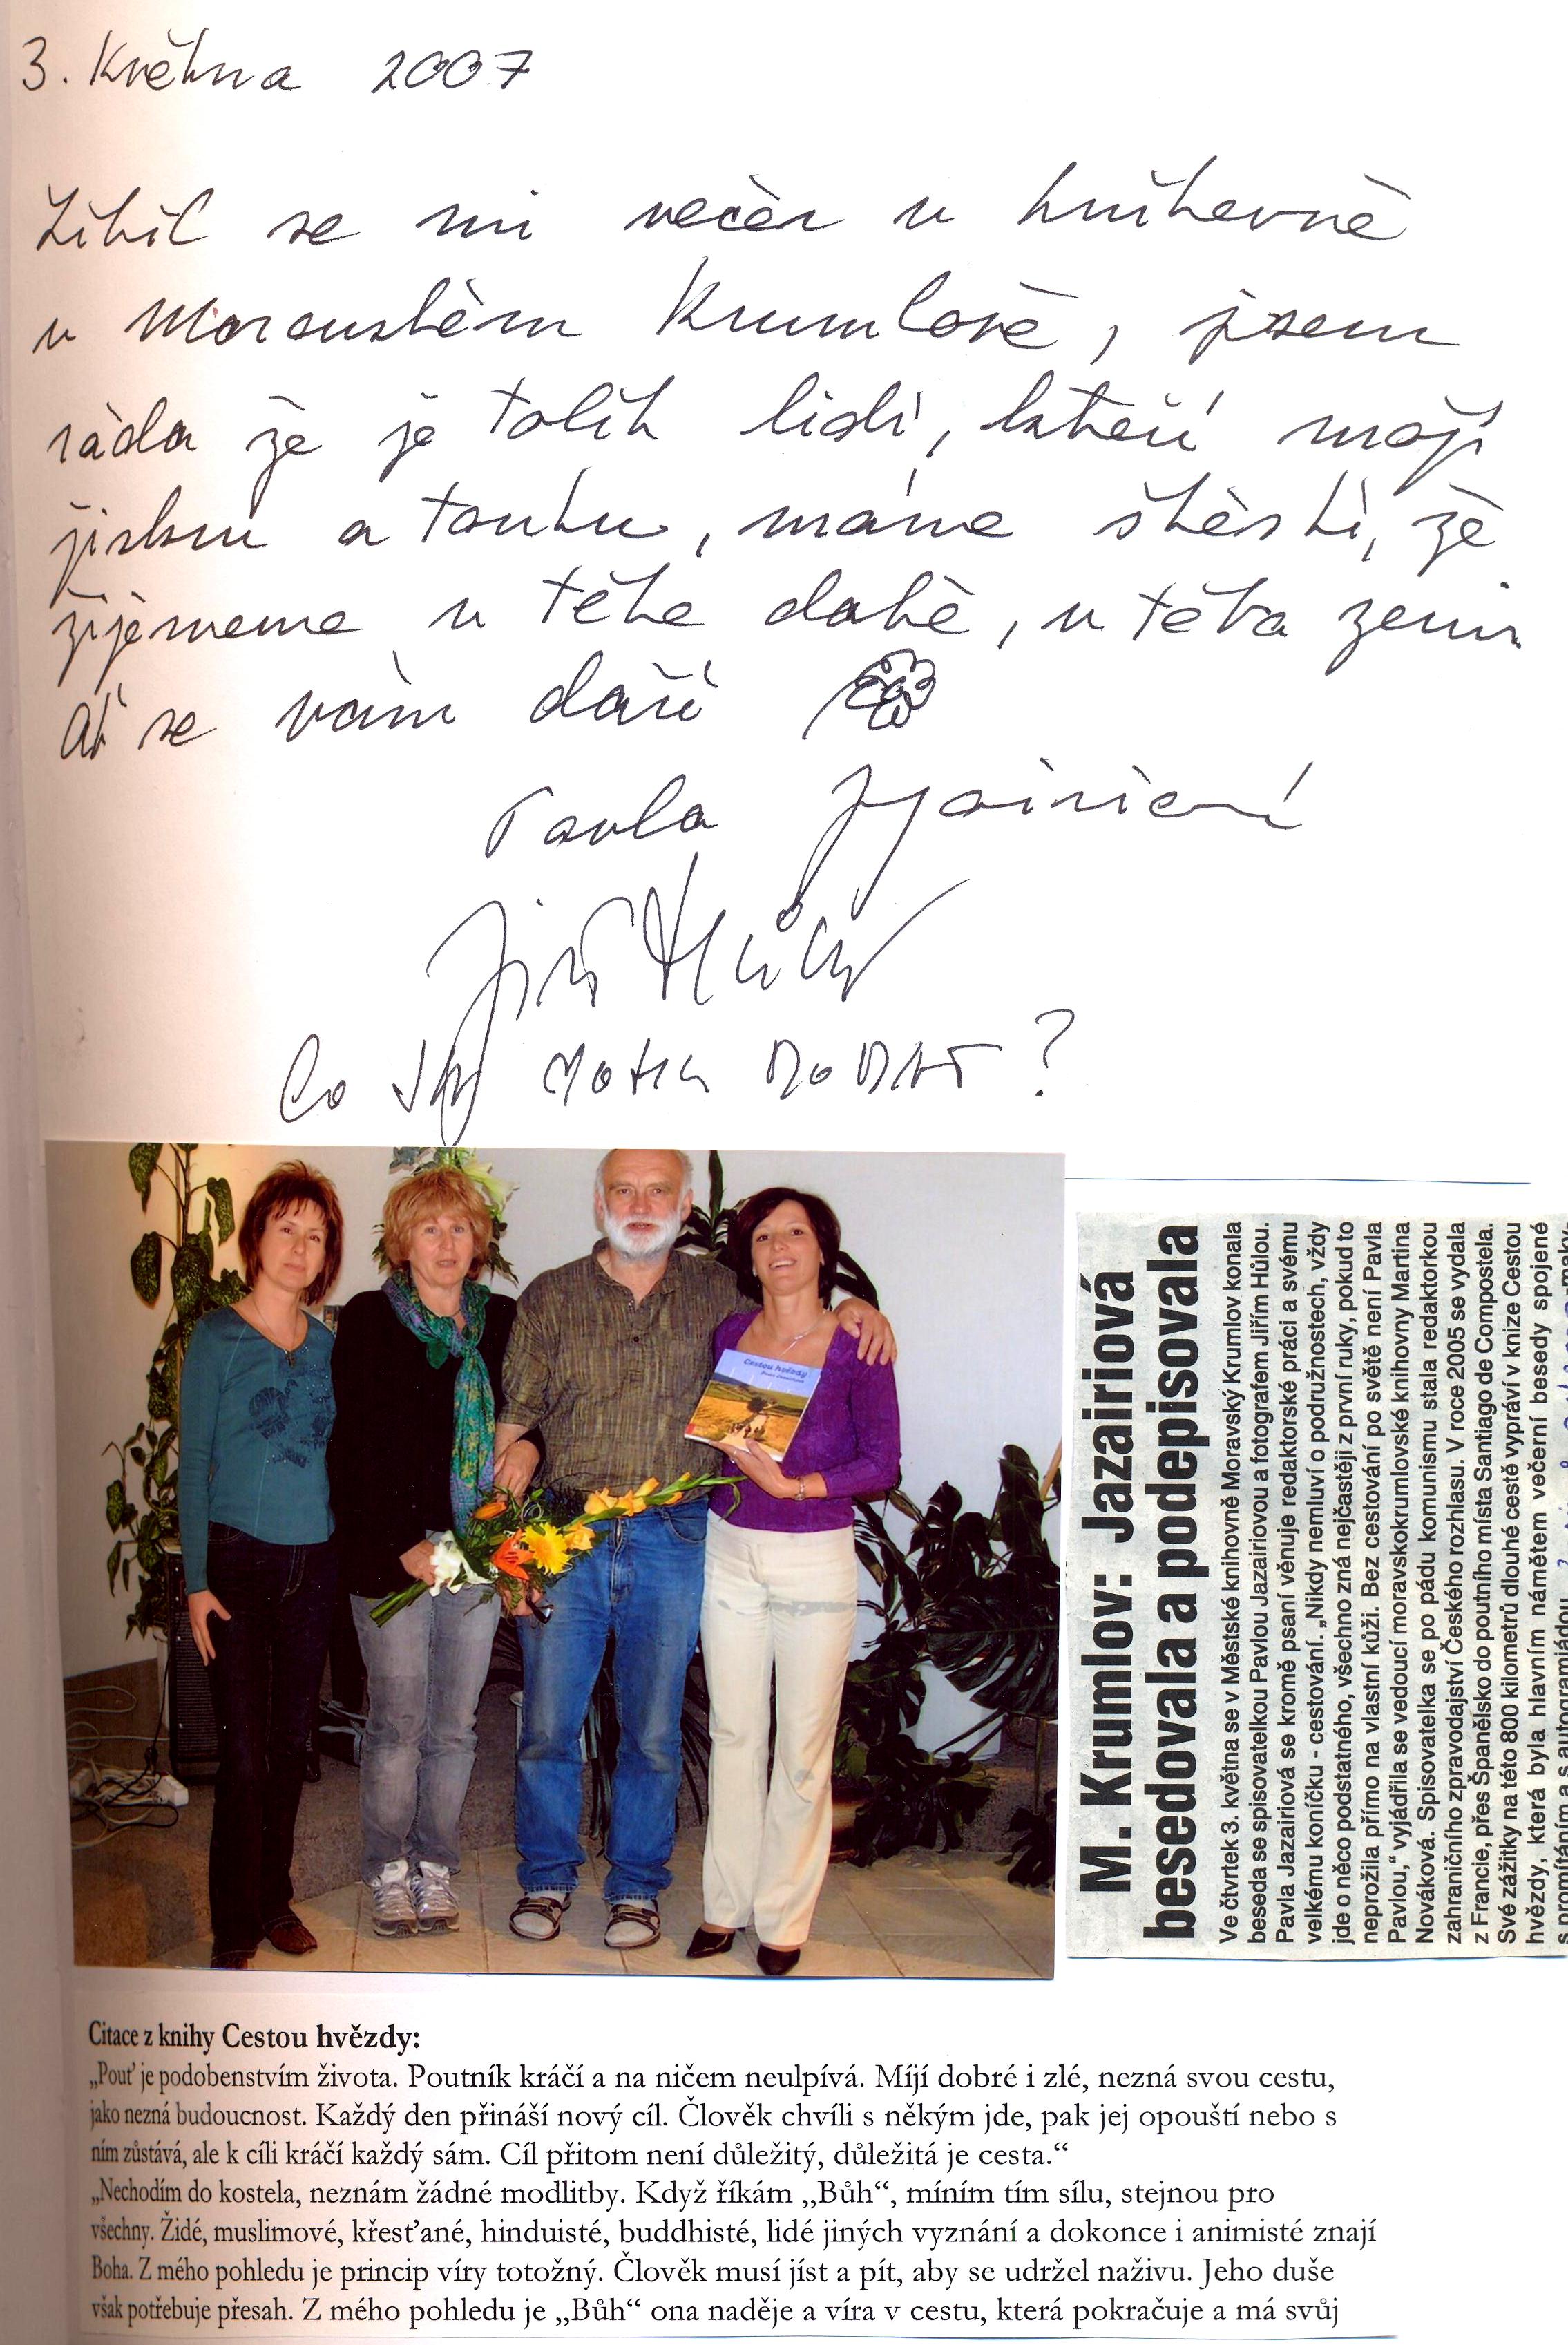 3. Května 2007
Líbil se mi večer v knihovně
v Moravském Krumlově, jsem
ráda že je tolik lidí, kteří mají
jiskru a touhu, máme štěstí, že
žijeme v této době, v této zemi.
Ať se vám daří
Pavla Jazairiová
Jiří Hůla
Co
?
Cestou hvězdy
M. Krumlov: Jazairiová
besedovala a podepisovala
Ve čtvrtek 3. května se v Městské knihovně Moravský Krumlov konala
beseda se spisovatelkou Pavlou Jazairiovou a fotografem Jiřím Hůlou.
Pavla Jazairiová se kromě psaní věnuje redaktorské práci a svému
velkému koníčku - cestování. „Nikdy nemluví o podružnostech, vždy
jde o něco podstatného, všechno zná nejčastěji z první ruky, pokud to
neprožila přímo na vlastní kůži. Bez cestování po světě není Pavla
Pavlou,“ vyjádřila se vedoucí moravskokrumlovské knihovny Martina
Nováková. Spisovatelka se po pádu komunismu stala redaktorkou
zahraničního zpravodajství Českého rozhlasu. V roce 2005 se vydala
z Francie, přes Španělsko do poutního místa Santiago de Compostela.
Své zážitky na této 800 kilometrů dlouhé cestě vypráví v knize Cestou
hvězdy, která byla hlavním námětem večerní besedy spojené
s promítáním a s autogramiádou.
Citace z knihy Cestou hvězdy:
„Pouť je podobenstvím života. Poutník kráčí a na ničem neulpívá. Míjí dobré i zlé, nezná svou cestu,
jako nezná budoucnost. Každý den přináší nový cíl. Člověk chvíli s někým jde, pak jej opouští nebo s
ním zůstává, ale k cíli kráčí každý sám. Cíl přitom není důležitý, důležitá je cesta.“
„Nechodím do kostela, neznám žádné modlitby. Když říkám „Bůh“, míním tím sílu, stejnou pro
všechny. Židé, muslimové, křesťané, hinduisté, buddhisté, lidé jiných vyznání a dokonce i animisté znají
Boha. Z mého pohledu je princip víry totožný. Člověk musí jíst a pít, aby se udržel naživu. Jeho duše
však potřebuje přesah. Z mého pohledu je „Bůh“ ona naděje a víra v cestu, která pokračuje a má svůj